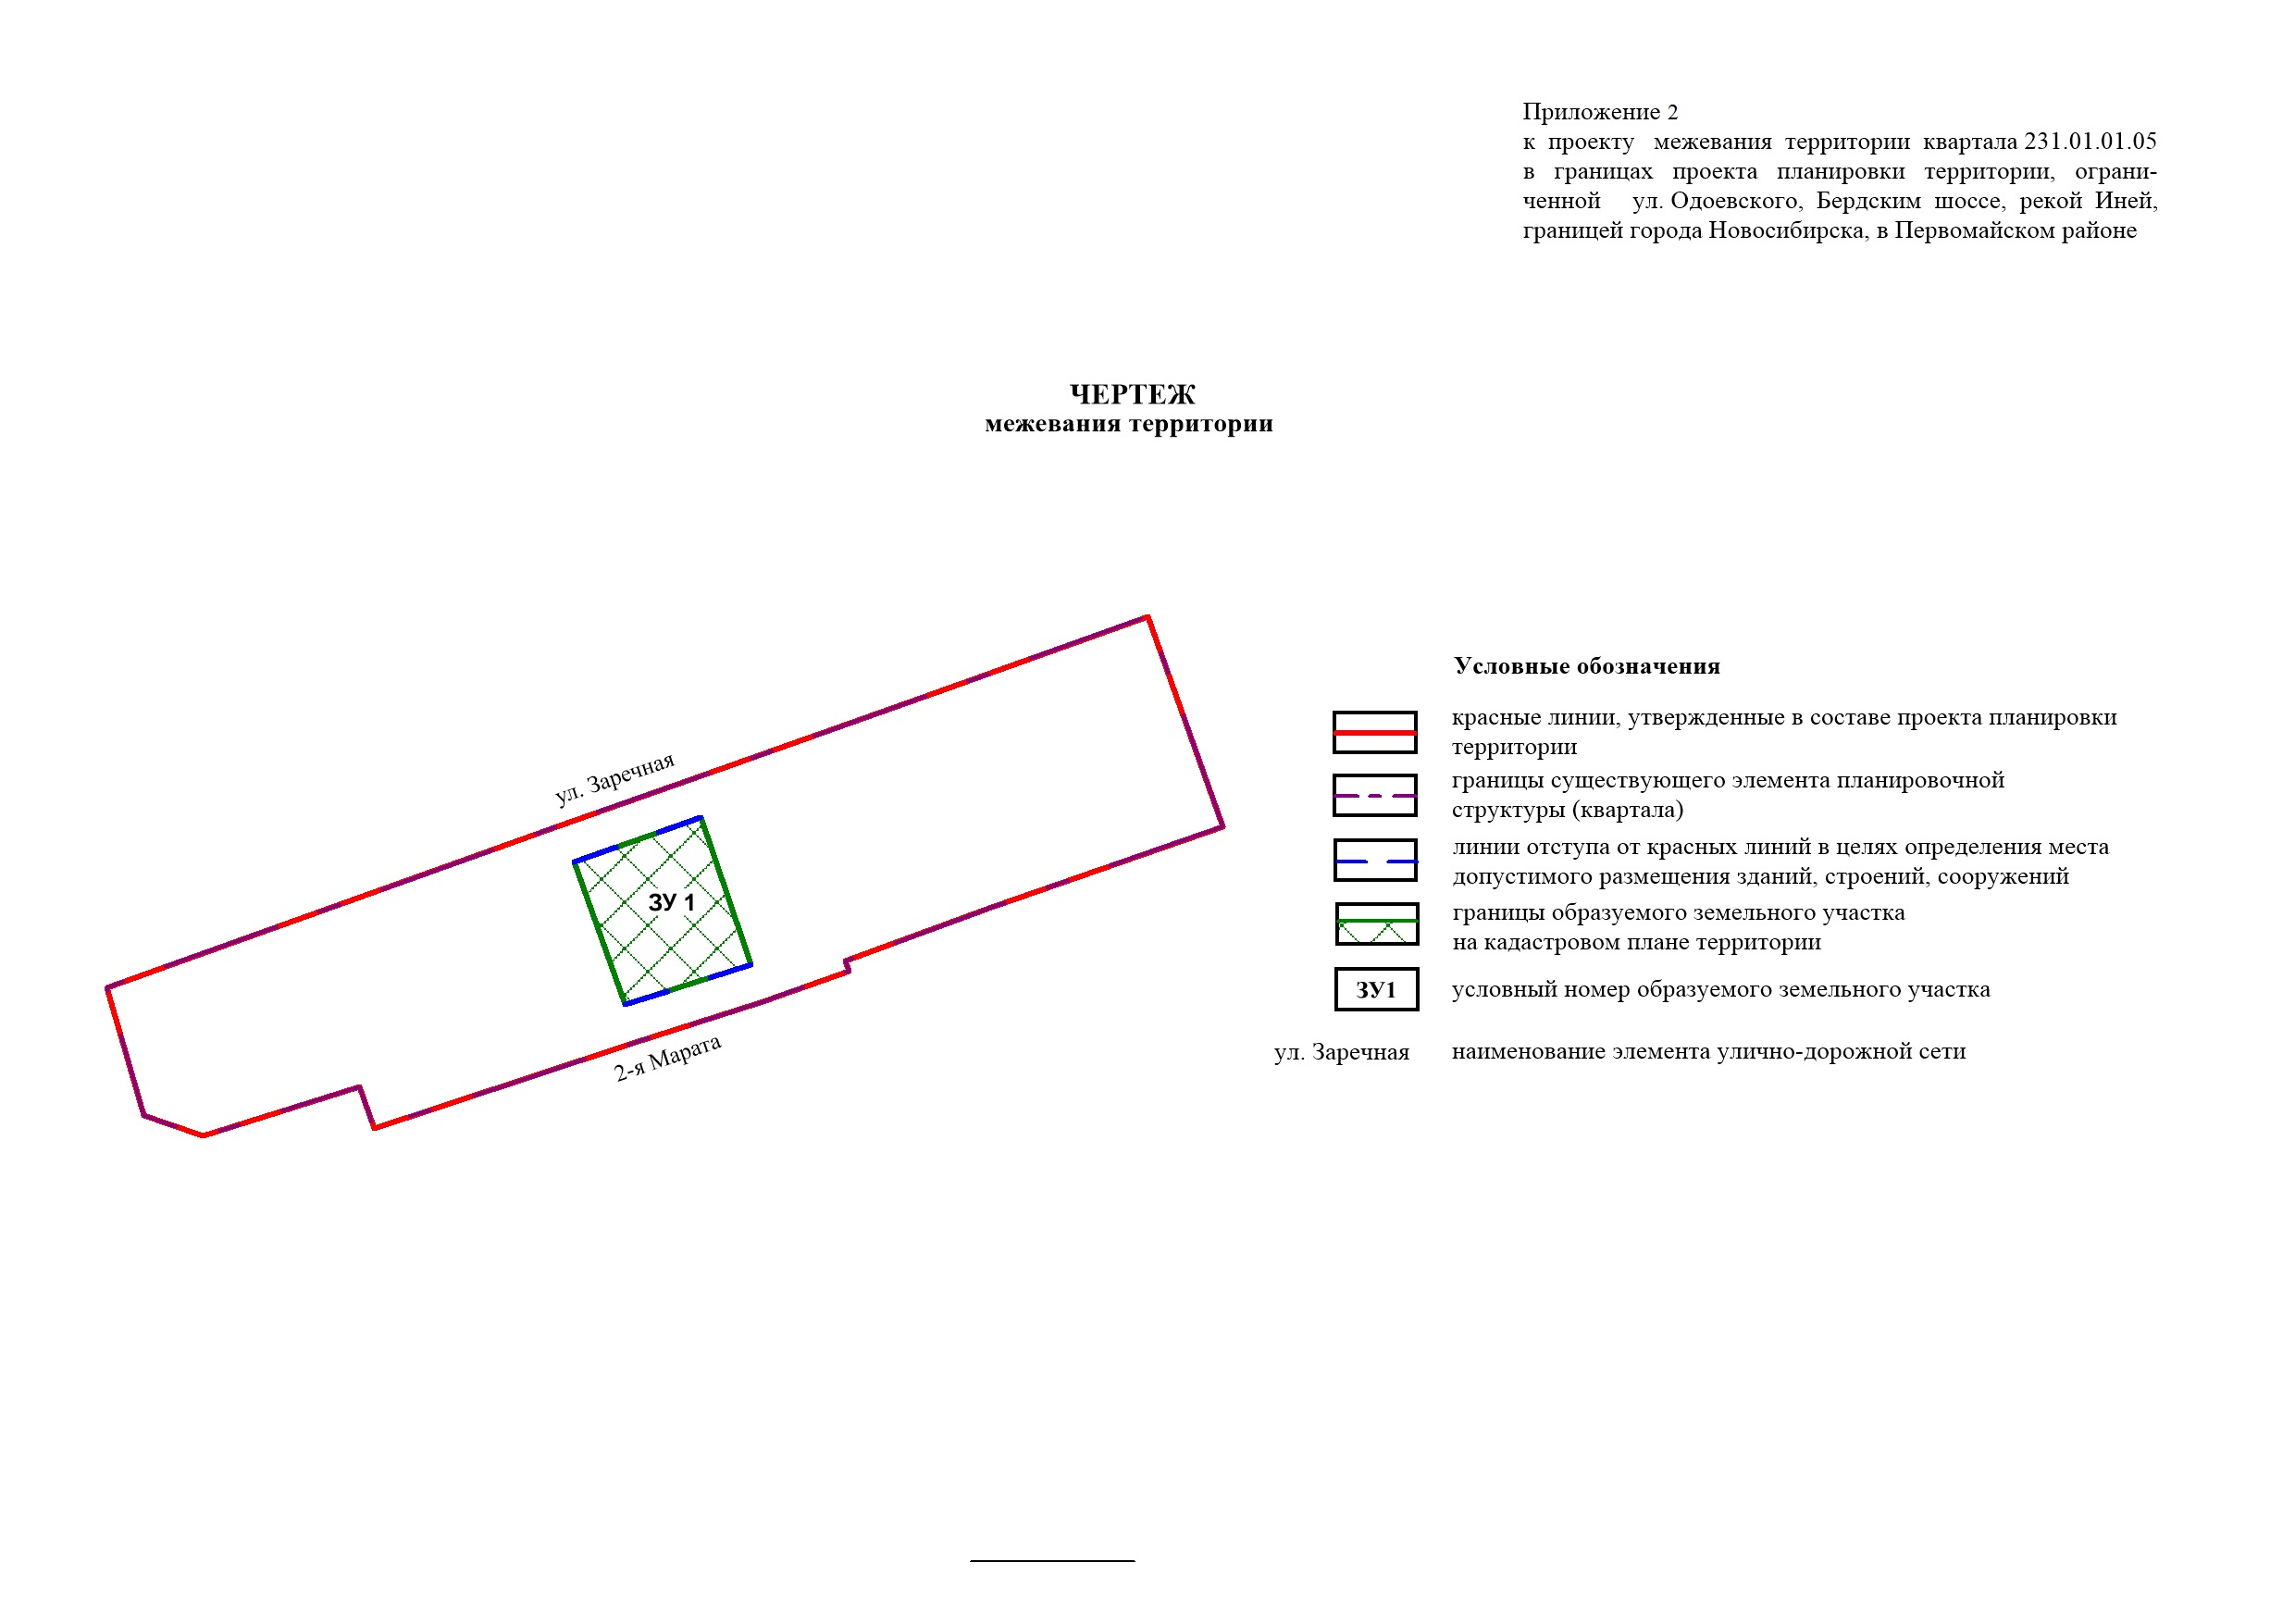 Приложение 2
к проекту межевания территории квартала 231.01.01.05
в границах проекта планировки территории, ограни-
ченной ул. Одоевского, Бердским шоссе, рекой Иней,
границей города Новосибирска, в Первомайском районе
ЧЕРТЕЖ
межевания территории
ул. Заречная
ЗУ 1
2-я Марата
Условные обозначения
красные линии, утвержденные в составе проекта планировки
территории
границы существующего элемента планировочной
структуры (квартала)
линии отступа от красных линий в целях определения места
допустимого размещения зданий, строений, сооружений
границы образуемого земельного участка
на кадастровом плане территории
ЗУ1 условный номер образуемого земельного участка
ул. Заречная наименование элемента улично-дорожной сети